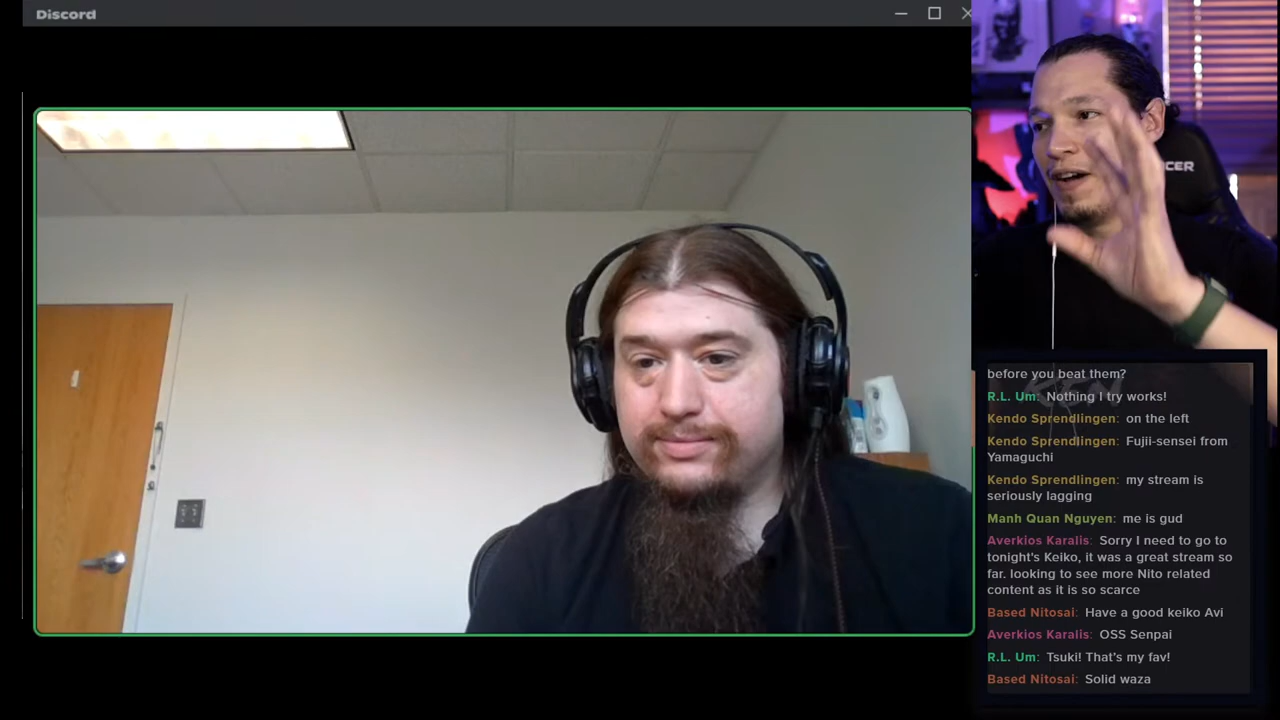 Discord
CER
before you beat them?
R.L. Um: Nothing I try works!
Kendo Sprendlingen: on the left
Kendo Sprendlingen: Fujii-sensei from
Yamaguchi
Kendo Sprendlingen: my stream is
seriously lagging
Manh Quan Nguyen: me is gud
Averkios Karalis: Sorry I need to go to
tonight's Keiko, it was a great stream so
far. looking to see more Nito related
content as it is so scarce
Based Nitosai: Have a good keiko Avi
Averkios Karalis: OSS Senpai
R.L. Um: Tsuki! That's my fav!
Based Nitosai: Solid waza